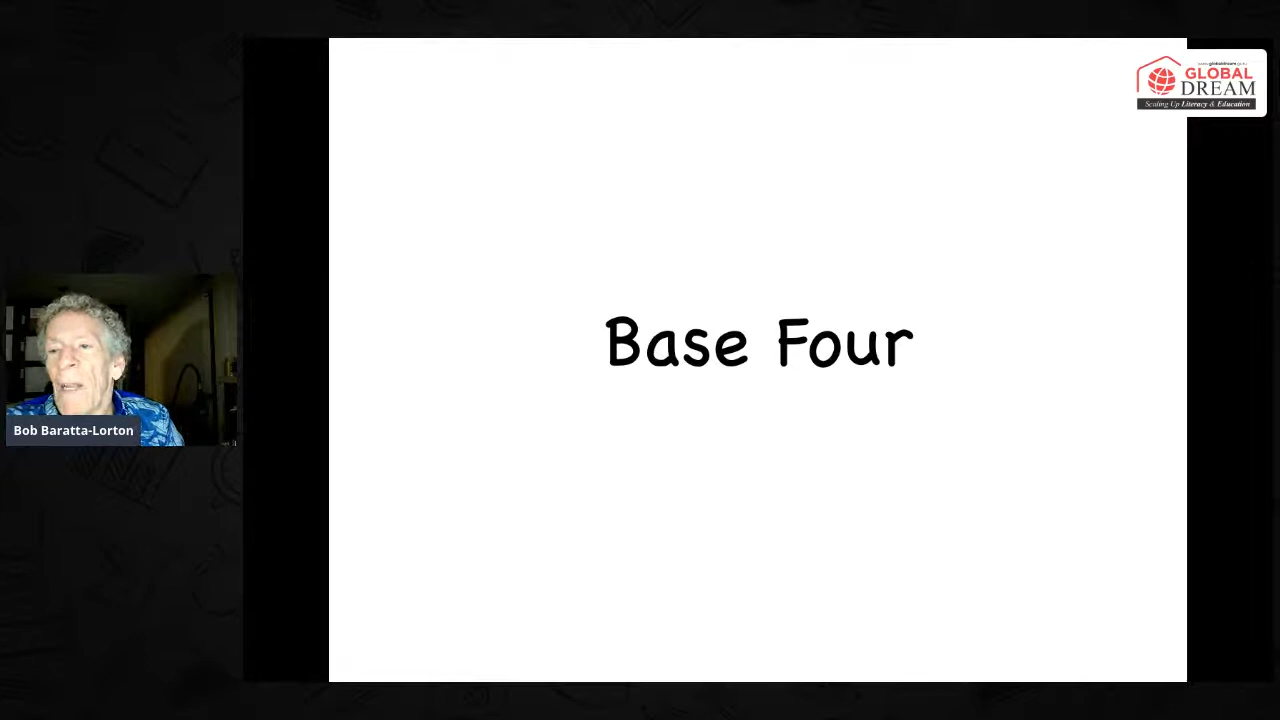 GLOBAL
DREAM
Scaling Up Literacy & Education
Base Four
Bob Baratta-Lorton